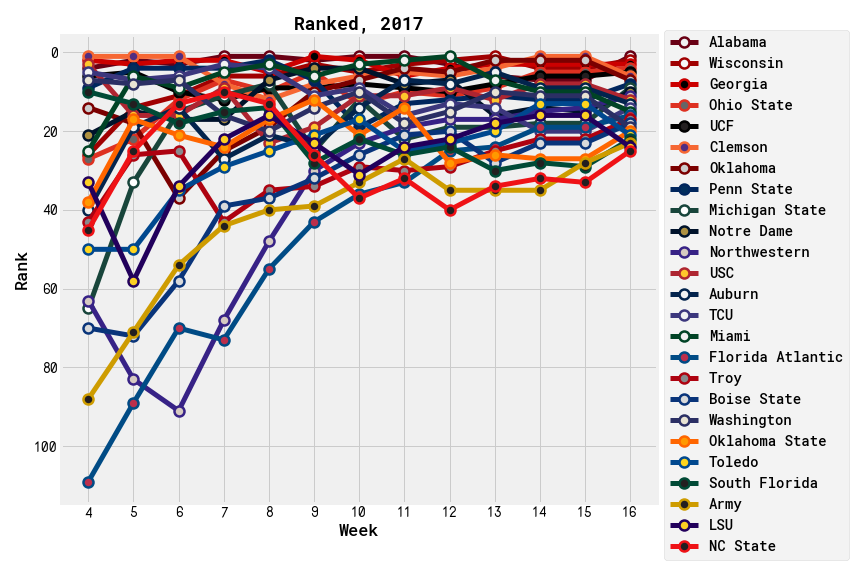 Ranked, 2017
Rank
0
20
40
60
80
100
4 5 6 7 8 9 10 11 12 13 14 15 16
Week
Alabama
Wisconsin
Georgia
Ohio State
UCF
Clemson
Oklahoma
Penn State
Michigan State
Notre Dame
Northwestern
USC
Auburn
TCU
Miami
Florida Atlantic
Troy
Boise State
Washington
Oklahoma State
Toledo
South Florida
Army
LSU
NC State